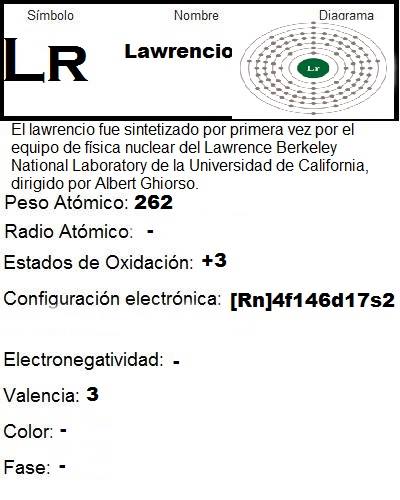 Símbolo Nombre Diaorama
LR Lawrencio Lr
El lawrencio fue sintetizado por primera vez por el
equipo de física nuclear del Lawrence Berkeley
National Laboratory de la Universidad de California,
dirigido por Albert Ghiorso.
Peso Atómico: 262
Radio Atómico: -
Estados de Oxidación: +3
Configuración electrónica: [Rn]4f146d17s2
Electronegatividad: -
Valencia: 3
Color: -
Fase: -